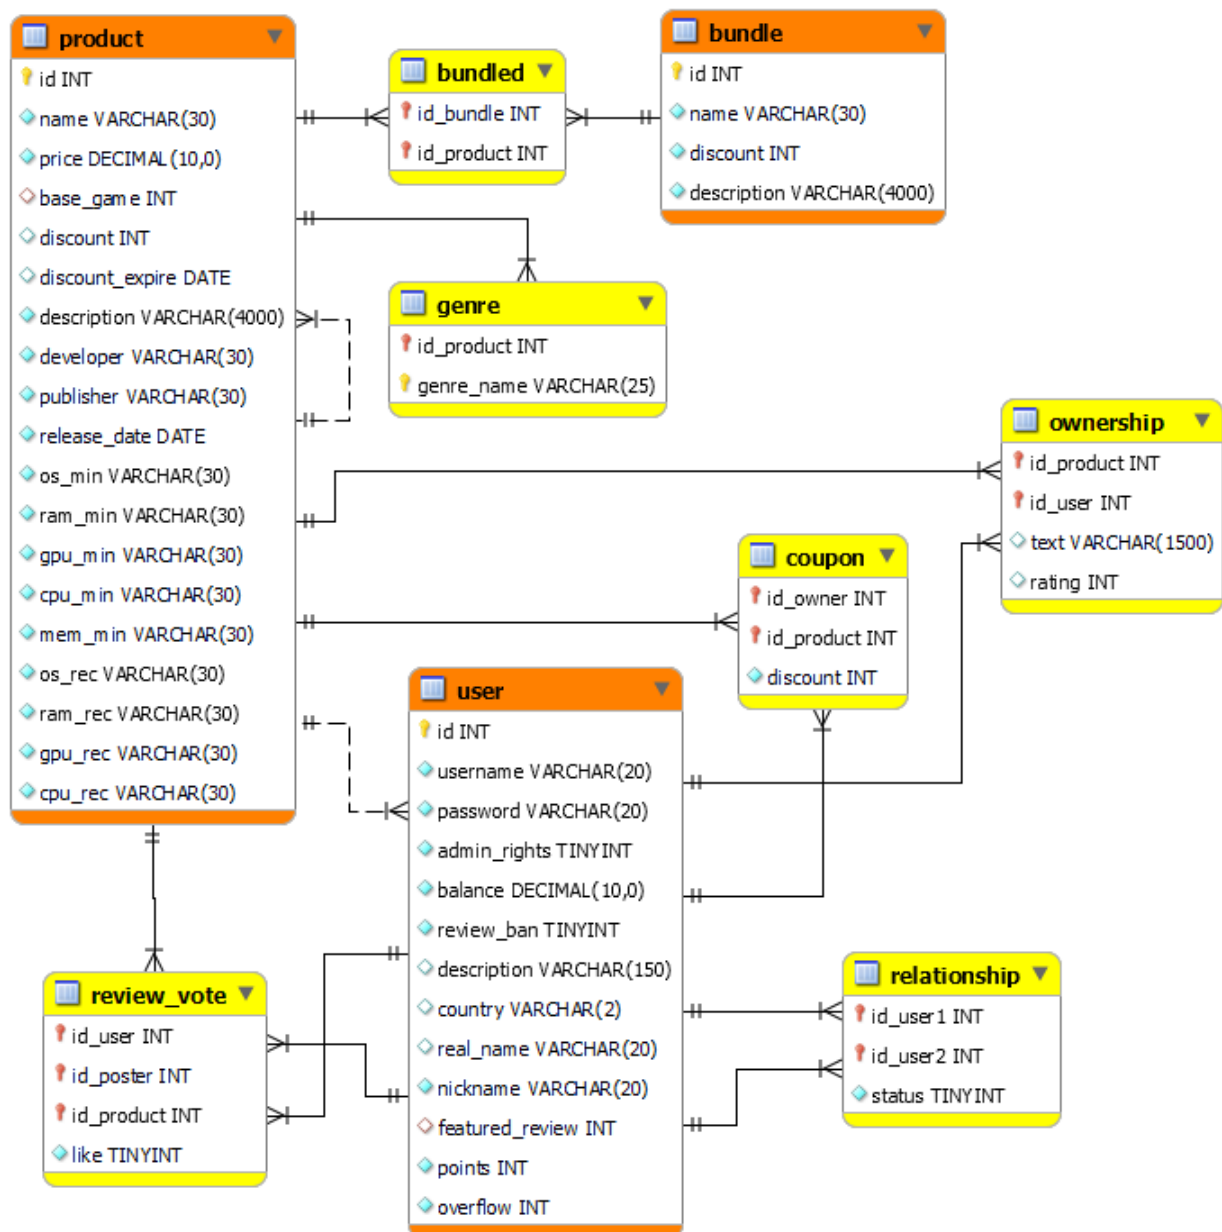 product
id INT
name VARCHAR(30)
price DECIMAL(10,0)
base_game INT
discount INT
discount_expire DATE
description VARCHAR(4000)
developer VARCHAR(30)
publisher VARCHAR(30)
release_date DATE
os_min VARCHAR(30)
ram_min VARCHAR(30)
gpu_min VARCHAR(30)
cpu_min VARCHAR(30)
mem_min VARCHAR(30)
os_rec VARCHAR(30)
ram_rec VARCHAR(30)
gpu_rec VARCHAR(30)
cpu_rec VARCHAR(30)
bundled
id_bundle INT
id_product INT
bundle
id INT
name VARCHAR(30)
discount INT
description VARCHAR(4000)
genre
id_product INT
genre_name VARCHAR(25)
ownership
id_product INT
id_user INT
text VARCHAR(1500)
rating INT
coupon
id_owner INT
id_product INT
discount INT
user
id INT
username VARCHAR(20)
password VARCHAR(20)
admin_rights TINYINT
balance DECIMAL(10,0)
review_ban TINYINT
description VARCHAR(150)
country VARCHAR(2)
real_name VARCHAR(20)
nickname VARCHAR(20)
featured_review INT
points INT
overflow INT
review_vote
id_user INT
id_poster INT
id_product INT
like TINYINT
relationship
id_user1 INT
id_user2 INT
status TINYINT